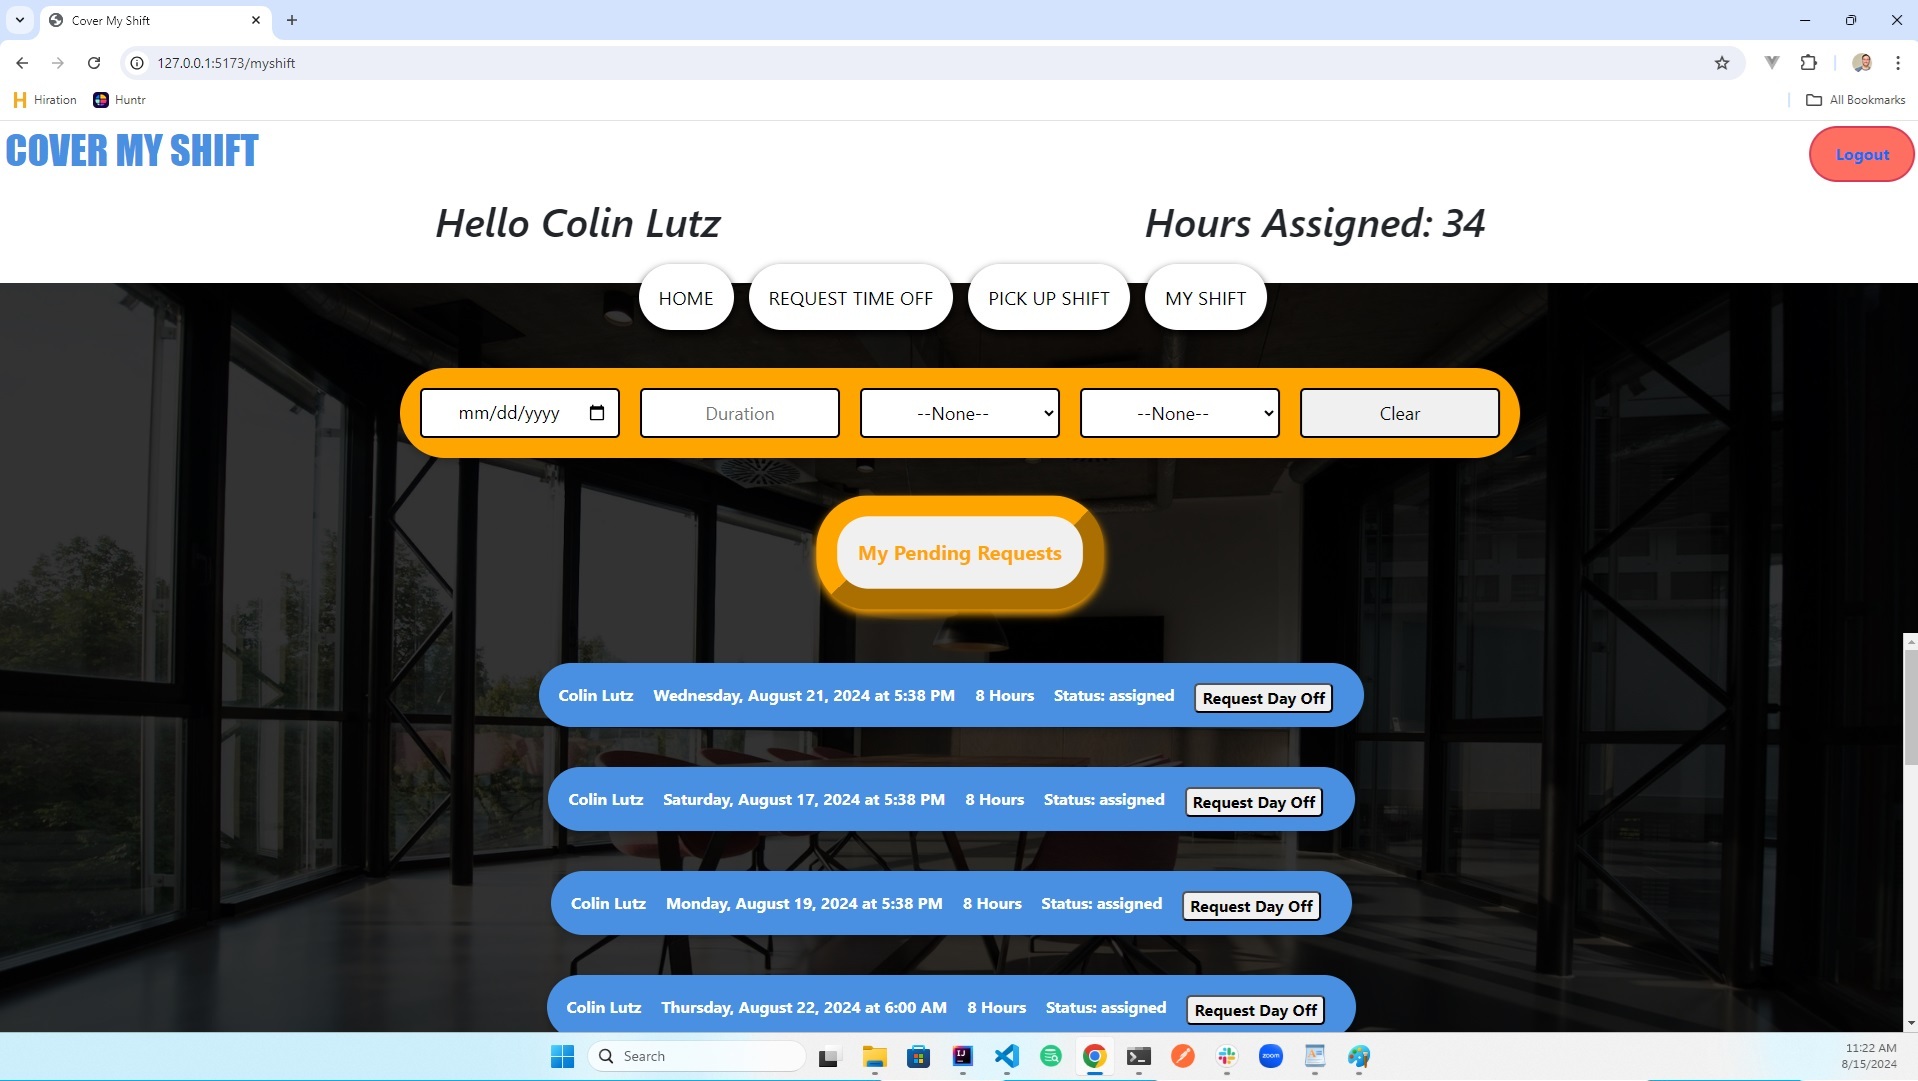 Cover My Shift
127.0.0.1:5173/myshift
Hiration Huntr All Bookmarks
COVER MY SHIFT
Logout
Hello Colin Lutz Hours Assigned: 34
HOME REQUEST TIME OFF PICK UP SHIFT MY SHIFT
mm/dd/yyyy Duration --None-- --None-- Clear
My Pending Requests
Colin Lutz Wednesday, August 21, 2024 at 5:38 PM 8 Hours Status: assigned Request Day Off
Colin Lutz Saturday, August 17, 2024 at 5:38 PM 8 Hours Status: assigned Request Day Off
Colin Lutz Monday, August 19, 2024 at 5:38 PM 8 Hours Status: assigned Request Day Off
Colin Lutz Thursday, August 22, 2024 at 6:00 AM 8 Hours Status: assigned Request Day Off
Search
zoom
11:22 AM
8/15/2024